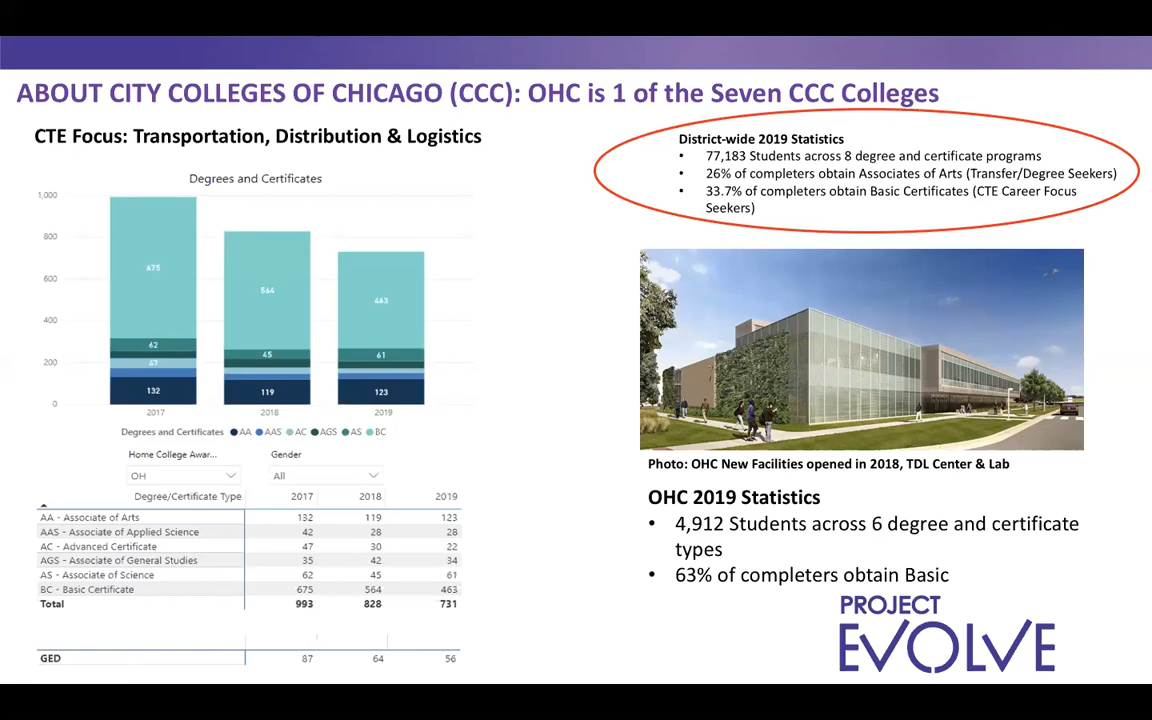 ABOUT CITY COLLEGES OF CHICAGO (CCC): OHC is 1 of the Seven CCC Colleges
CTE Focus: Transportation, Distribution & Logistics
Degrees and Certificates
1,000
800
600
400
200
0
675
62
67
132
564
45
119
463
61
123
2017 2018 2019
Degrees and Certificates AA AAS AC AGS AS BC
Home College Awar... Gender
OH All
Degree/Certificate Type 2017 2018 2019
AA - Associate of Arts 132 119 123
AAS - Associate of Applied Science 42 28 28
AC - Advanced Certificate 47 30 22
AGS - Associate of General Studies 35 42 34
AS - Associate of Science 62 45 61
BC - Basic Certificate 675 564 463
Total 993 828 731
GED 87 64 56
District-wide 2019 Statistics
• 77,183 Students across 8 degree and certificate programs
• 26% of completers obtain Associates of Arts (Transfer/Degree Seekers)
• 33.7% of completers obtain Basic Certificates (CTE Career Focus
Seekers)
Photo: OHC New Facilities opened in 2018, TDL Center & Lab
OHC 2019 Statistics
• 4,912 Students across 6 degree and certificate
types
• 63% of completers obtain Basic
PROJECT
EVOLVE